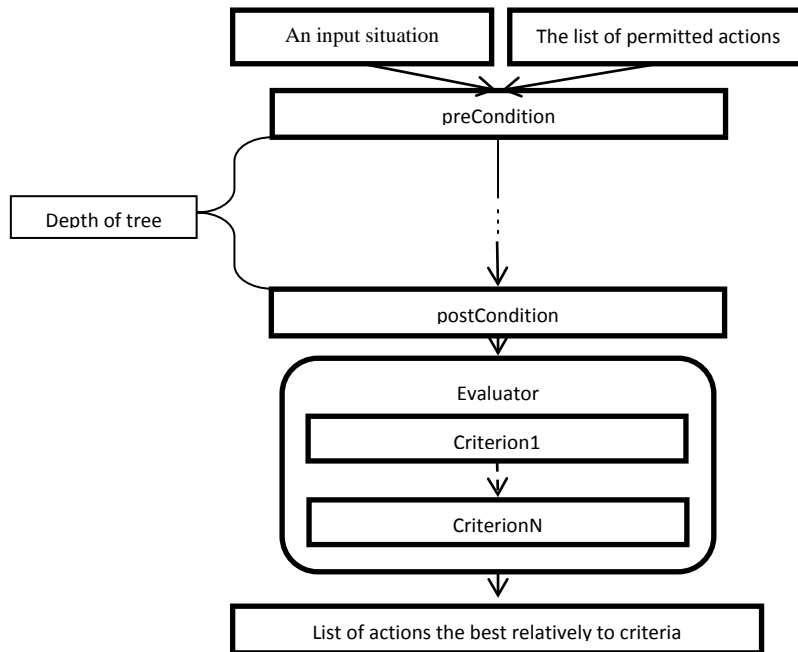 An input situation
The list of permitted actions
preCondition
Depth of tree
postCondition
Evaluator
Criterion1
CriterionN
List of actions the best relatively to criteria